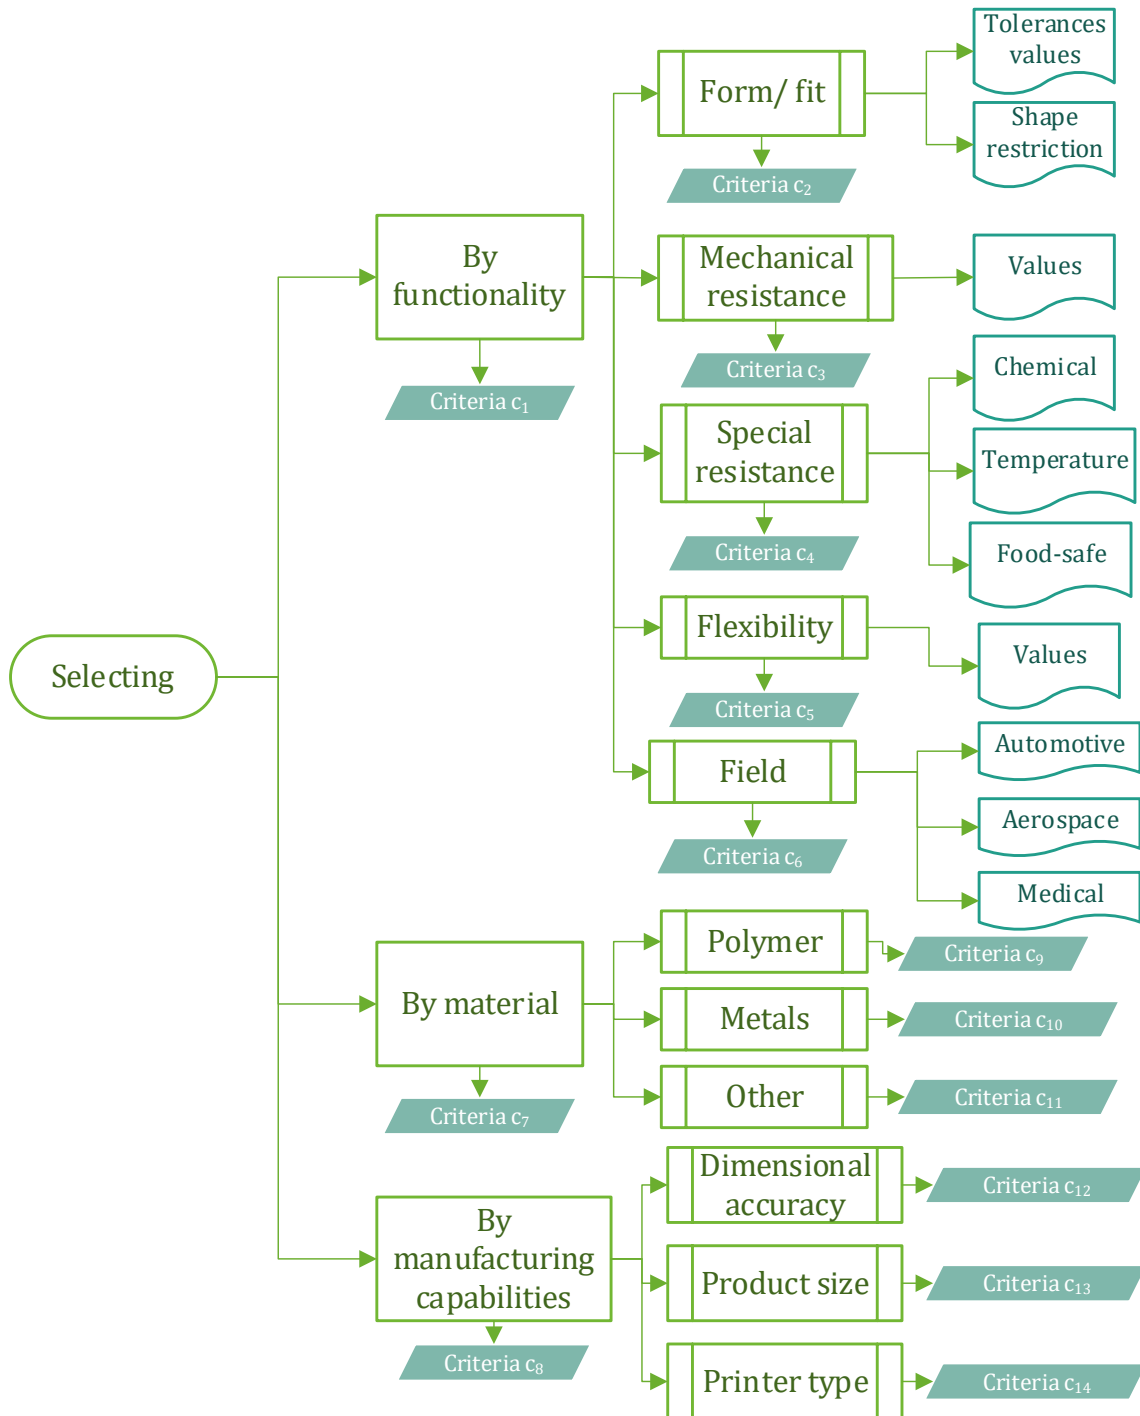 Selecting
By
functionality
Criteria c₁
Form/ fit
Criteria c₂
Tolerances
values
Shape
restriction
Mechanical
resistance
Criteria c₃
Values
Special
resistance
Criteria c₄
Chemical
Temperature
Food-safe
Flexibility
Criteria c₅
Values
Field
Criteria c₆
Automotive
Aerospace
Medical
By material
Criteria c₇
Polymer
Criteria c₉
Metals
Criteria c₁₀
Other
Criteria c₁₁
By
manufacturing
capabilities
Criteria c₈
Dimensional
accuracy
Criteria c₁₂
Product size
Criteria c₁₃
Printer type
Criteria c₁₄